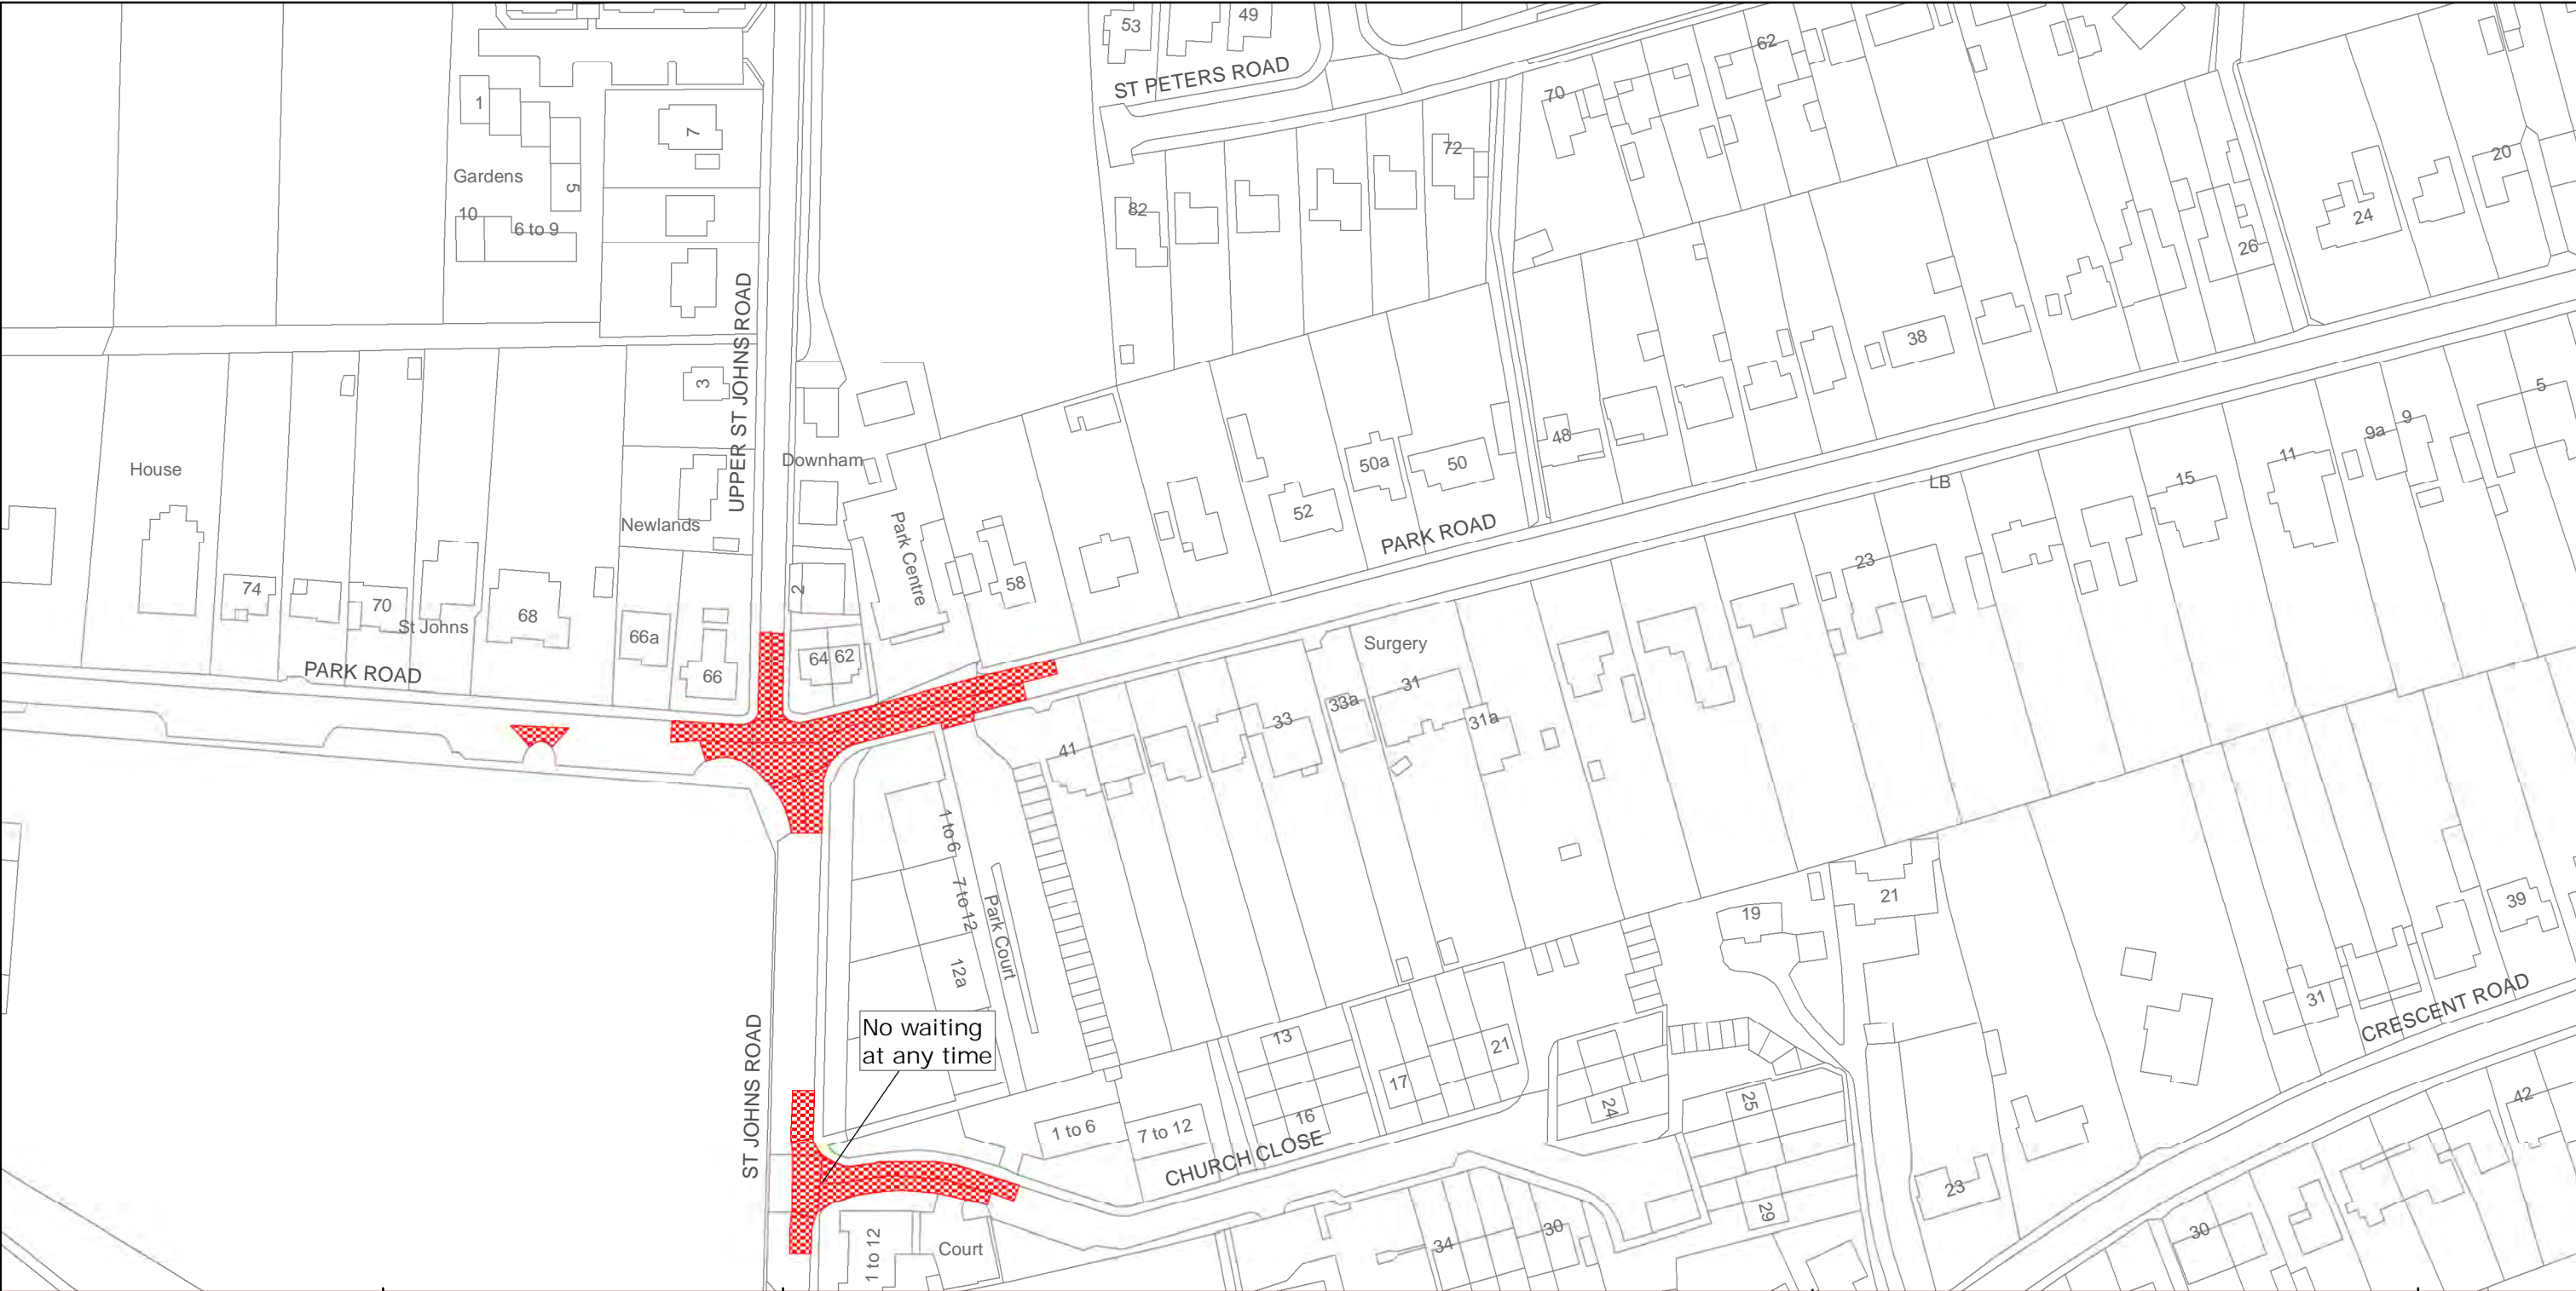 53
49
ST PETERS ROAD
62
70
1
7
Gardens
5
10
6 to 9
72
82
20
24
26
UPPER ST JOHNS ROAD
3
38
5
9
9a
11
House
Downham
Newlands
Park Centre
48
50a
50
52
PARK ROAD
LB
15
23
74
70
St Johns
68
66a
66
2
64
62
58
PARK ROAD
Surgery
31
33a
33
31a
41
1 to 6
7 to 12
Park Court
12a
19
21
39
31
CRESCENT ROAD
ST JOHNS ROAD
No waiting
at any time
13
21
17
16
1 to 6
7 to 12
CHURCH CLOSE
24
25
29
23
42
30
1 to 12
Court
34
30